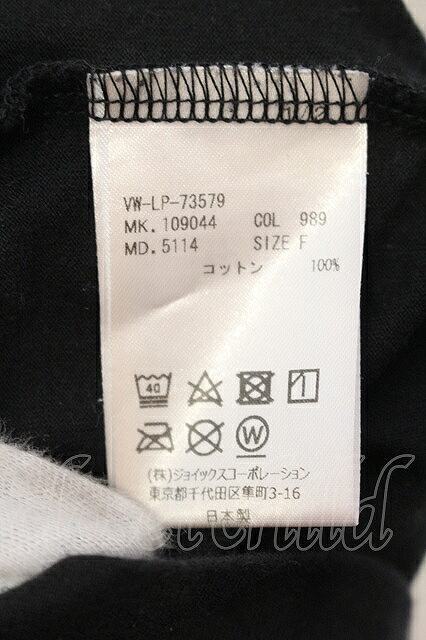 1/2
VW-LP-73579
MK. 109044 COL 989
MD. 5114 SIZE F
コットン 100%
40
W
(株)ジョイックスコーポレーション
東京都千代田区隼町3-16
日本製